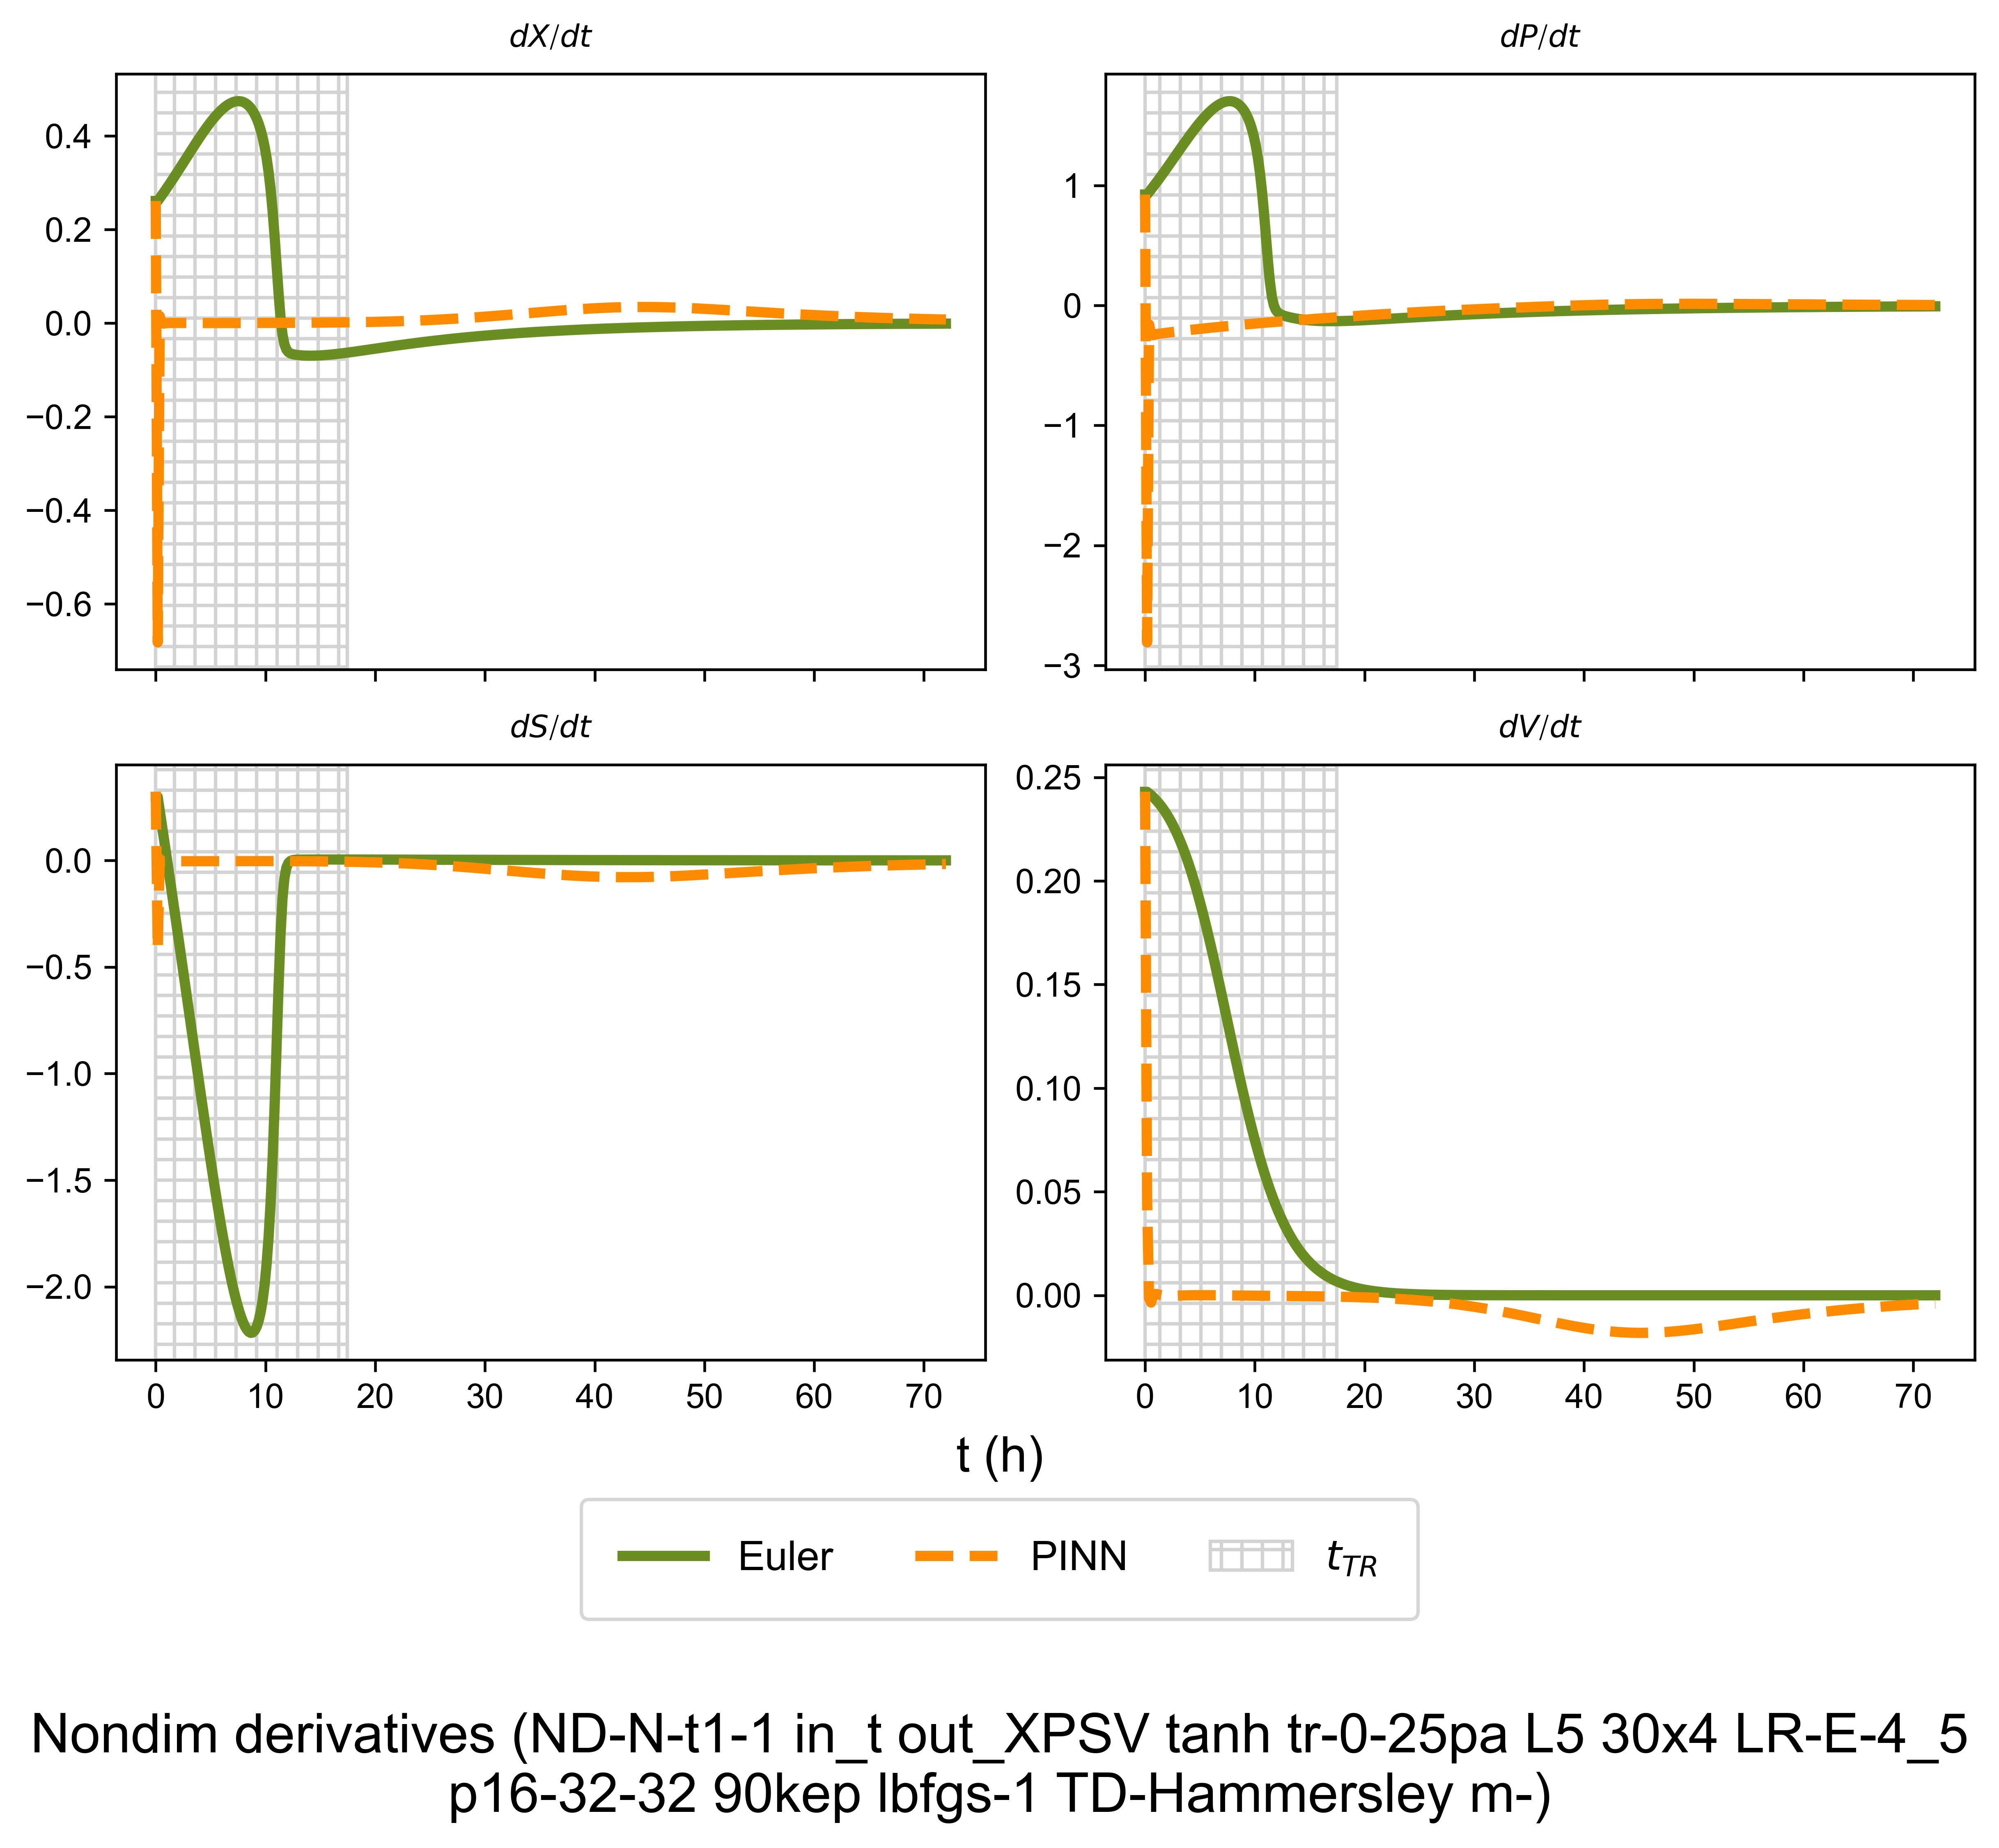 dX/dt
dP/dt
0.4
0.2
0.0
−0.2
−0.4
−0.6
1
0
−1
−2
−3
dS/dt
dV/dt
0.0
−0.5
−1.0
−1.5
−2.0
0.25
0.20
0.15
0.10
0.05
0.00
0 10 20 30 40 50 60 70
0 10 20 30 40 50 60 70
t (h)
Euler PINN t_TR
Nondim derivatives (ND-N-t1-1 in_t out_XPSV tanh tr-0-25pa L5 30x4 LR-E-4_5
p16-32-32 90kep lbfgs-1 TD-Hammersley m-)